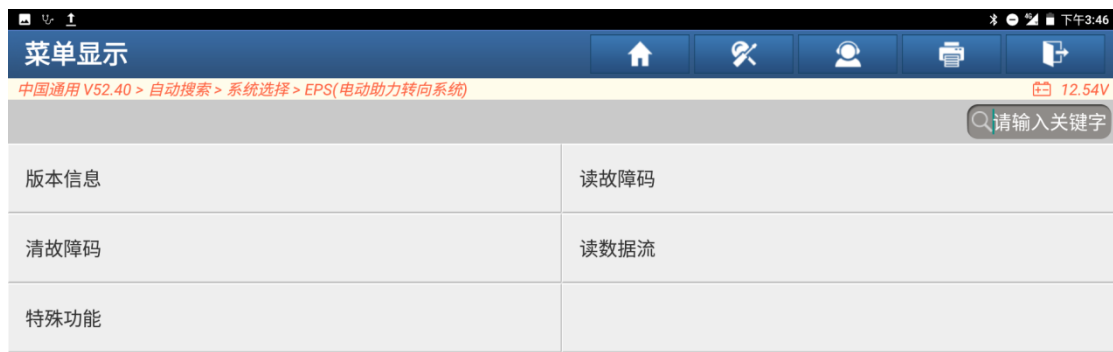 下午3:46
菜单显示
中国通用 V52.40 > 自动搜索 > 系统选择 > EPS(电动助力转向系统)
12.54V
请输入关键字
版本信息
读故障码
清故障码
读数据流
特殊功能